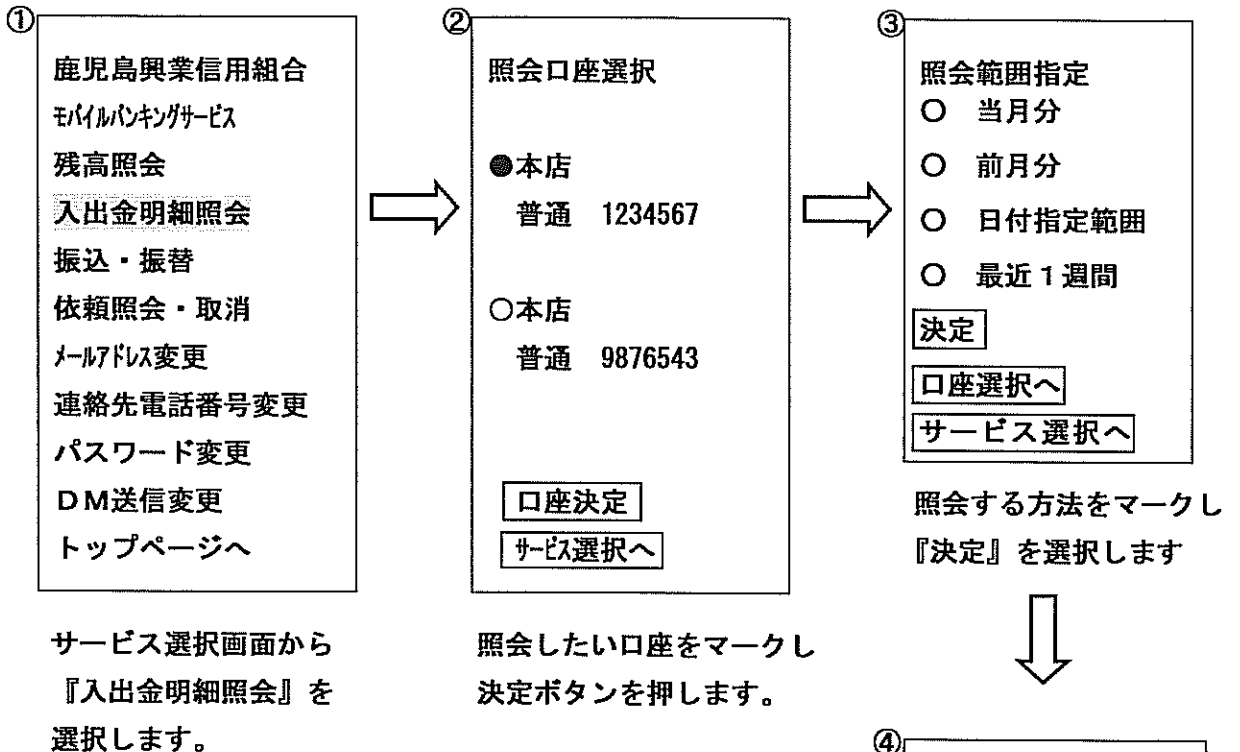 ①
鹿児島興業信用組合
モバイルバンキングサービス
残高照会
入出金明細照会
振込・振替
依頼照会・取消
メールアドレス変更
連絡先電話番号変更
パスワード変更
DM送信変更
トップページへ
サービス選択画面から
『入出金明細照会』を
選択します。
②
照会口座選択
●本店
普通 1234567
○本店
普通 9876543
口座決定
サービス選択へ
照会したい口座をマークし
決定ボタンを押します。
③
照会範囲指定
○ 当月分
○ 前月分
○ 日付指定範囲
○ 最近1週間
決定
口座選択へ
サービス選択へ
照会する方法をマークし
『決定』を選択します
④